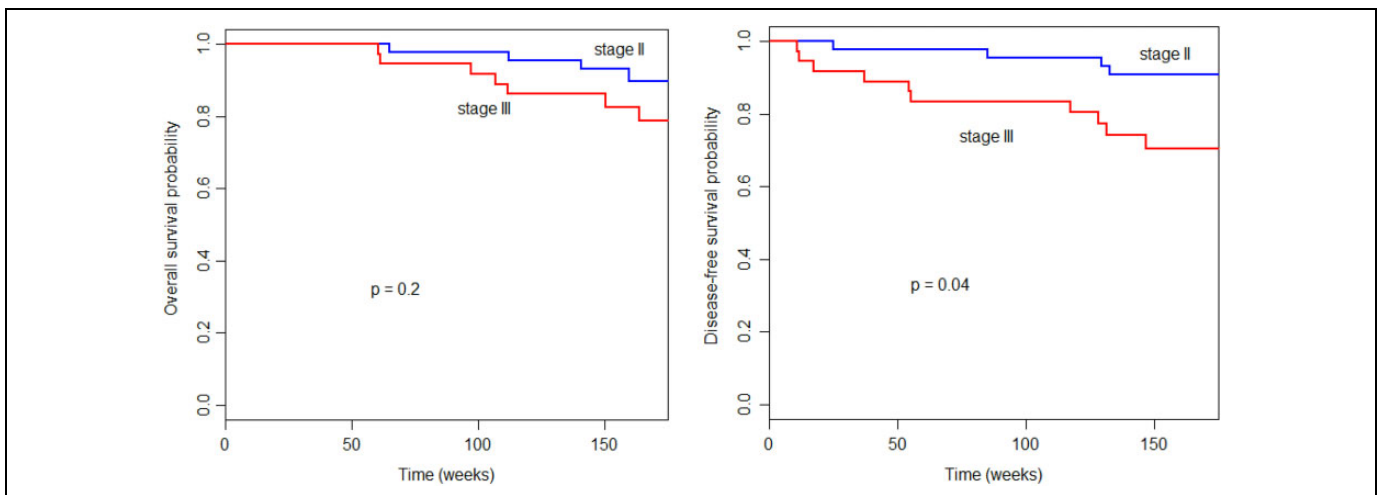 Overall survival probability
1.0
0.8
0.6
0.4
0.2
0.0
stage II
stage III
p = 0.2
0 50 100 150
Time (weeks)
Disease-free survival probability
1.0
0.8
0.6
0.4
0.2
0.0
stage II
stage III
p = 0.04
0 50 100 150
Time (weeks)